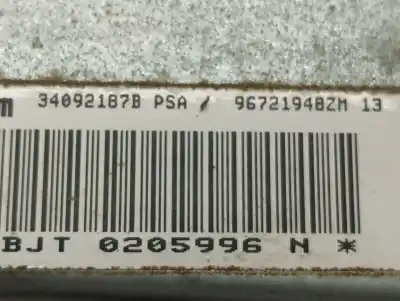 m 34092187B PSA / 96721948ZM 13
BJT 0205996 N *